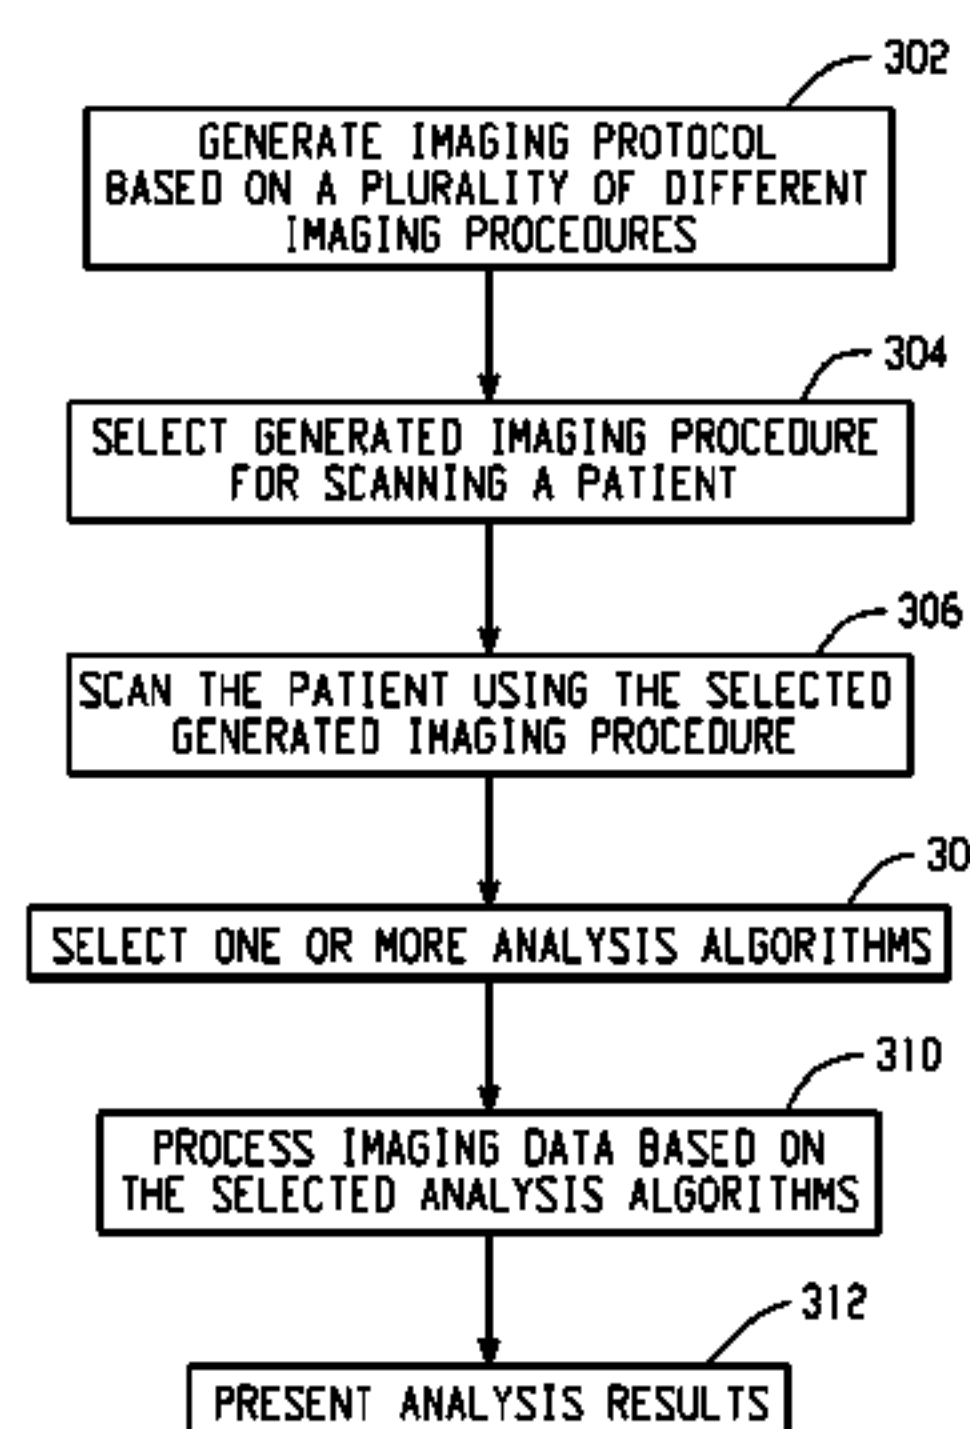 302
GENERATE IMAGING PROTOCOL
BASED ON A PLURALITY OF DIFFERENT
IMAGING PROCEDURES
304
SELECT GENERATED IMAGING PROCEDURE
FOR SCANNING A PATIENT
306
SCAN THE PATIENT USING THE SELECTED
GENERATED IMAGING PROCEDURE
30
SELECT ONE OR MORE ANALYSIS ALGORITHMS
310
PROCESS IMAGING DATA BASED ON
THE SELECTED ANALYSIS ALGORITHMS
312
PRESENT ANALYSIS RESULTS